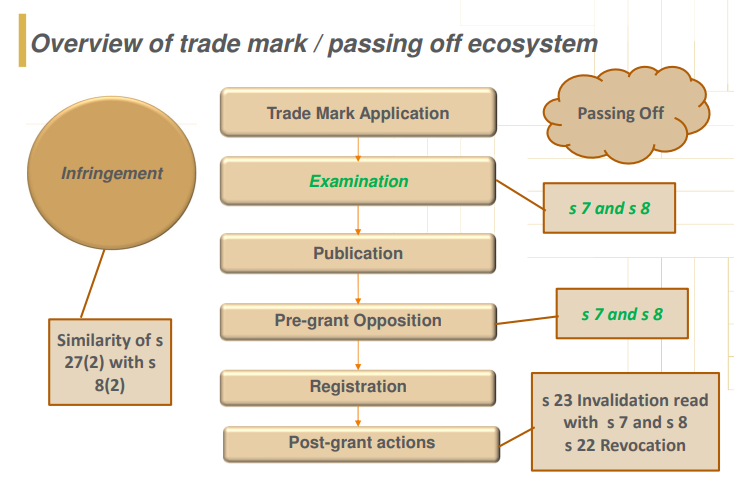 Overview of trade mark / passing off ecosystem
Trade Mark Application
Passing Off
Infringement
Examination
s 7 and s 8
Publication
Pre-grant Opposition
s 7 and s 8
Similarity of s
27(2) with s
8(2)
Registration
Post-grant actions
s 23 Invalidation read
with s 7 and s 8
s 22 Revocation